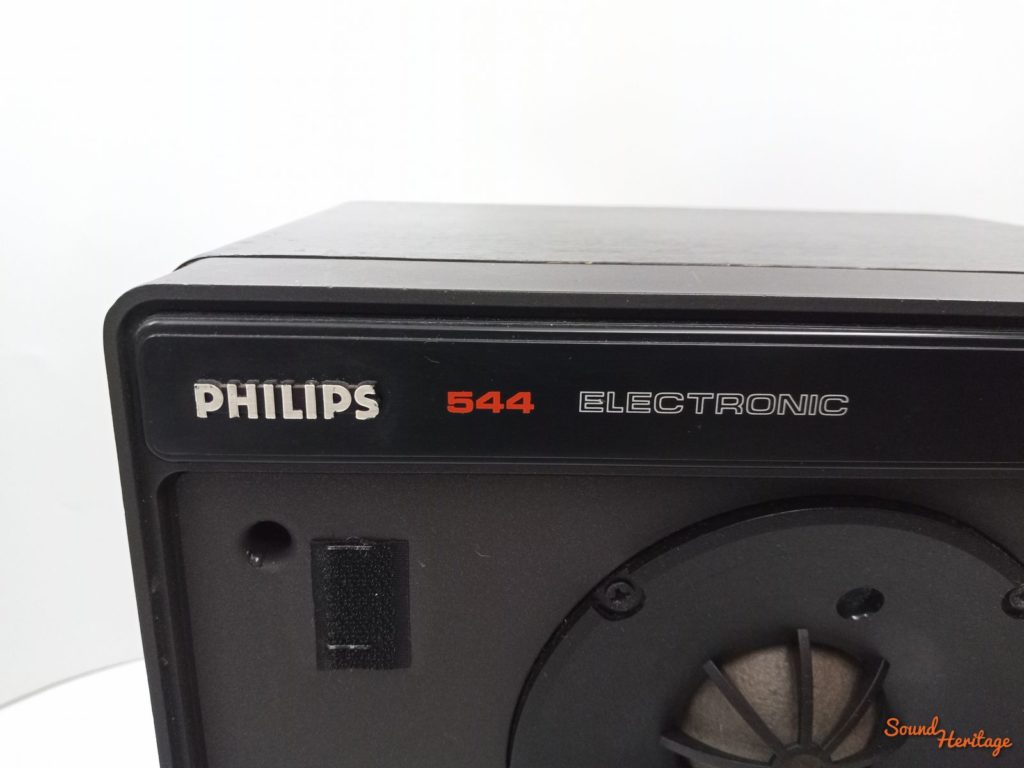 PHILIPS 544 ELECTRONIC
Sound
Heritage